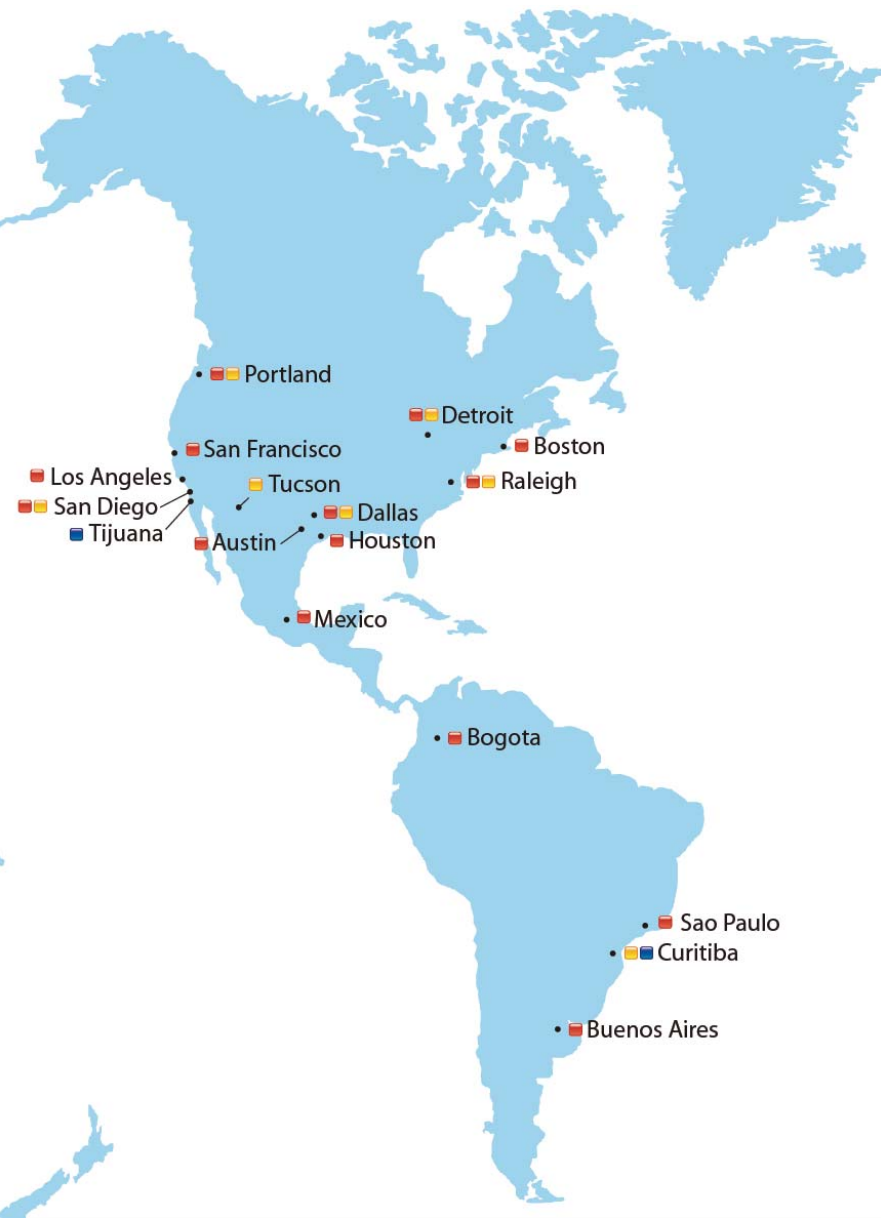 Portland
Detroit
Boston
San Francisco
Los Angeles
Tucson
Raleigh
San Diego
Dallas
Tijuana
Austin
Houston
Mexico
Bogota
Sao Paulo
Curitiba
Buenos Aires